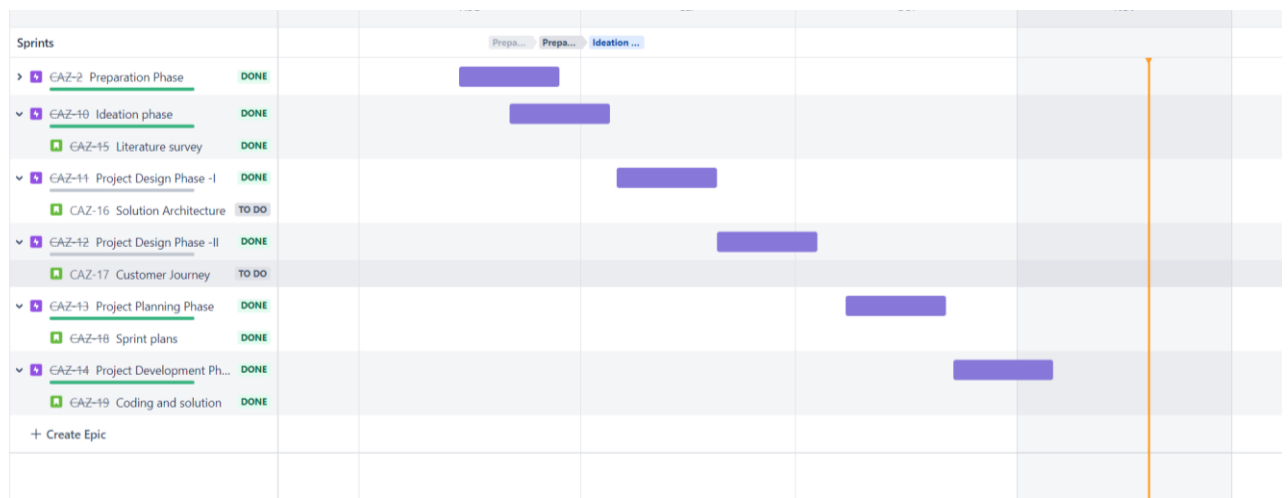 Sprints
Prepa... Prepa... Ideation ...
CAZ-2 Preparation Phase DONE
CAZ-10 Ideation phase DONE
CAZ-15 Literature survey DONE
CAZ-11 Project Design Phase -I DONE
CAZ-16 Solution Architecture TO DO
CAZ-12 Project Design Phase -II DONE
CAZ-17 Customer Journey TO DO
CAZ-13 Project Planning Phase DONE
CAZ-18 Sprint plans DONE
CAZ-14 Project Development Ph... DONE
CAZ-19 Coding and solution DONE
+ Create Epic